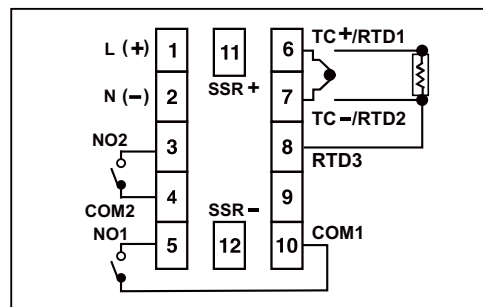 L (+) 1 11 6 TC+/RTD1
SSR +
N (−) 2 7 TC−/RTD2
NO2 3 8 RTD3
COM2 4 9
SSR −
NO1 5 12 10 COM1